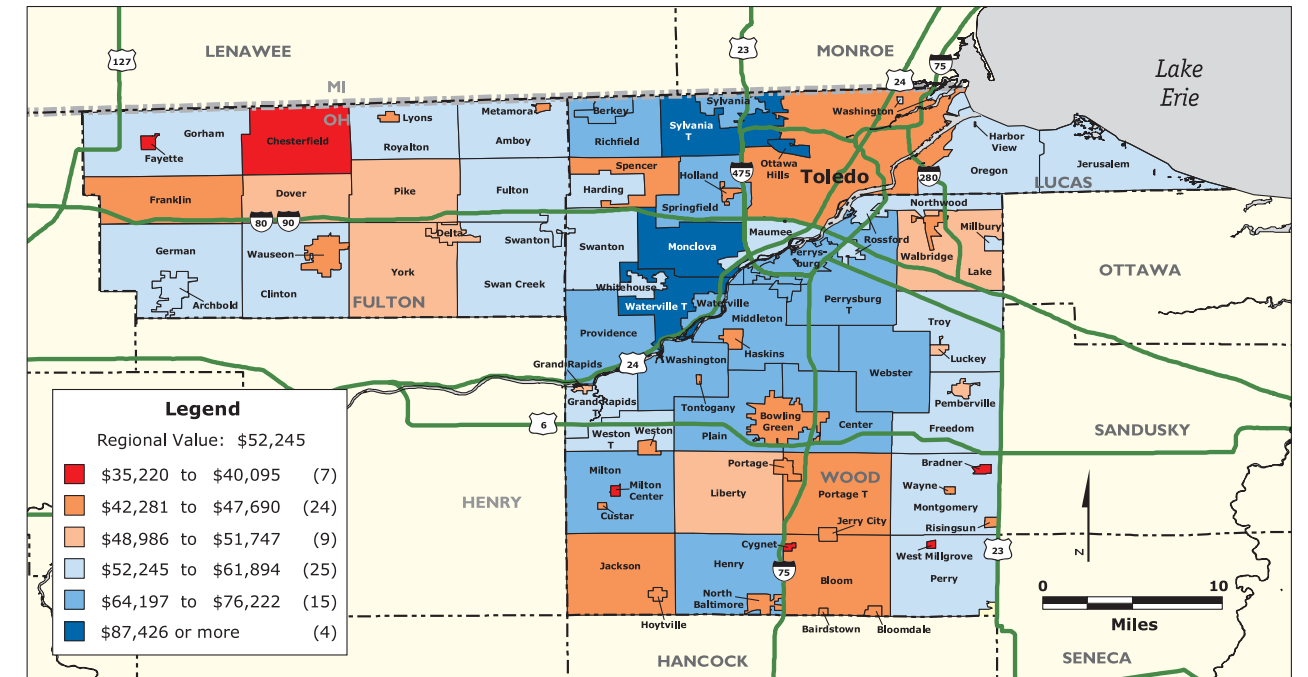 LENAWEE
MONROE
Lake
Erie
127
23
24
75
MI
OH
Gorham
Fayette
Chesterfield
Lyons
Royalton
Metamora
Amboy
Berkey
Richfield
Sylvania
Sylvania
T
Washington
Ottawa
Hills
Toledo
Harbor
View
Oregon
Jerusalem
LUCAS
Franklin
Dover
Pike
Fulton
Spencer
Harding
Holland
Springfield
475
280
80
90
Northwood
Millbury
Walbridge
Lake
Maumee
Rossford
Perrys-
burg
Perrysburg
T
German
Archbold
Wauseon
Clinton
Delta
York
FULTON
Swanton
Swan Creek
Swanton
Monclova
Whitehouse
Waterville T
Waterville
Providence
OTTAWA
Middleton
Troy
Luckey
Haskins
Washington
Webster
24
Grand Rapids
Grand Rapids
Tontogany
Pemberville
Freedom
6
Weston
T
Weston
Plain
Bowling
Green
Center
SANDUSKY
HENRY
Milton
Milton
Center
Custar
Liberty
Portage
WOOD
Portage T
Jerry City
Bradner
Wayne
Montgomery
Risingsun
Jackson
Hoytville
Henry
Cygnet
75
North
Baltimore
Bloom
Bairdstown
Bloomdale
West Millgrove
Perry
23
HANCOCK
SENECA
Z
0
10
Miles
Legend
Regional Value: $52,245
$35,220 to $40,095 (7)
$42,281 to $47,690 (24)
$48,986 to $51,747 (9)
$52,245 to $61,894 (25)
$64,197 to $76,222 (15)
$87,426 or more (4)